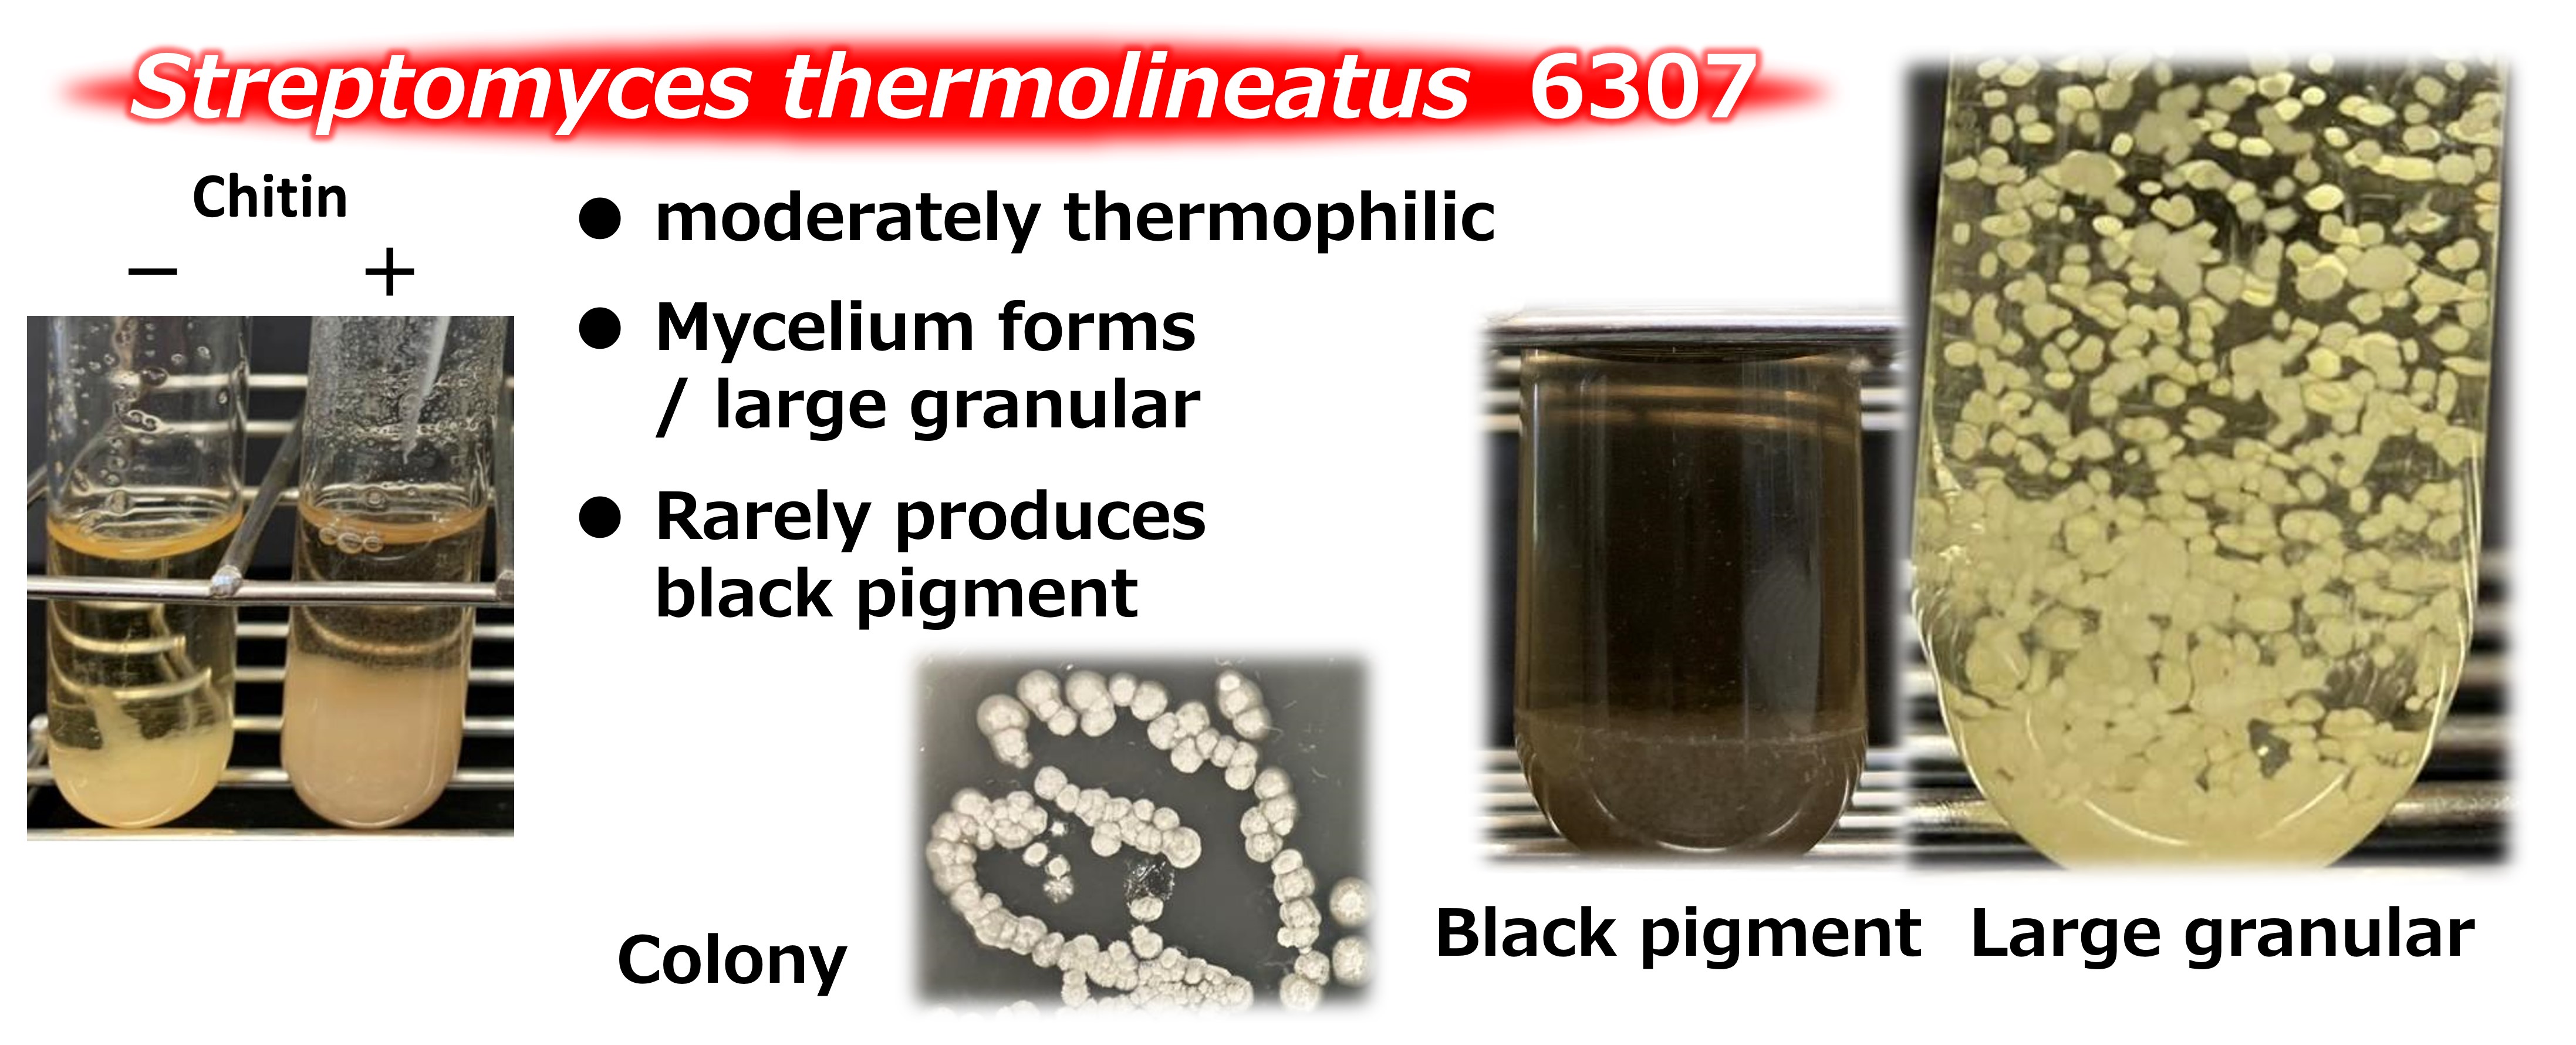 Streptomyces thermolineatus 6307
Chitin
− +
● moderately thermophilic
● Mycelium forms
/ large granular
● Rarely produces
black pigment
Colony
Black pigment
Large granular